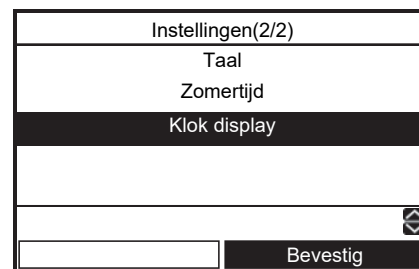 Instellingen(2/2)
Taal
Zomertijd
Klok display
Bevestig